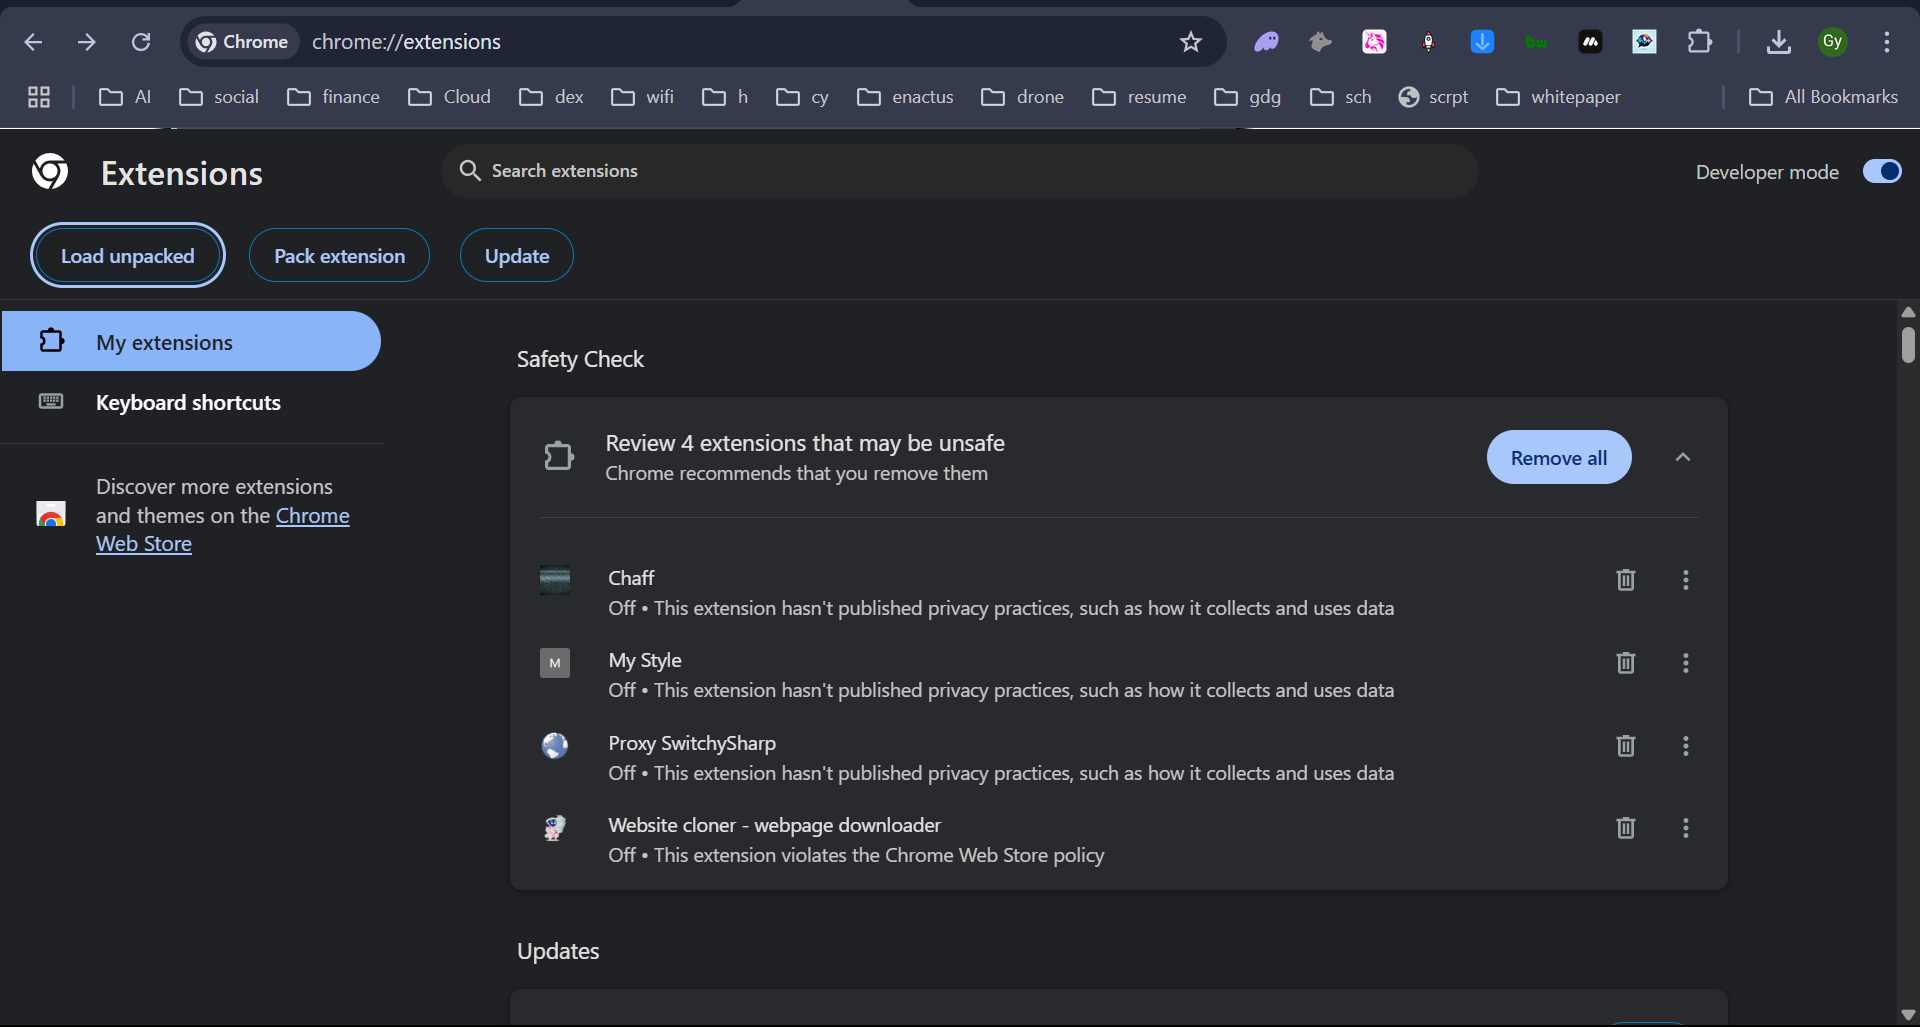 Chrome chrome://extensions Gy
AI social finance Cloud dex wifi h cy enactus drone resume gdg sch scrpt whitepaper All Bookmarks
Extensions Search extensions Developer mode
Load unpacked Pack extension Update
My extensions
Keyboard shortcuts
Discover more extensions
and themes on the Chrome
Web Store
Safety Check
Review 4 extensions that may be unsafe
Chrome recommends that you remove them
Remove all
Chaff
Off • This extension hasn't published privacy practices, such as how it collects and uses data
M
My Style
Off • This extension hasn't published privacy practices, such as how it collects and uses data
Proxy SwitchySharp
Off • This extension hasn't published privacy practices, such as how it collects and uses data
Website cloner - webpage downloader
Off • This extension violates the Chrome Web Store policy
Updates